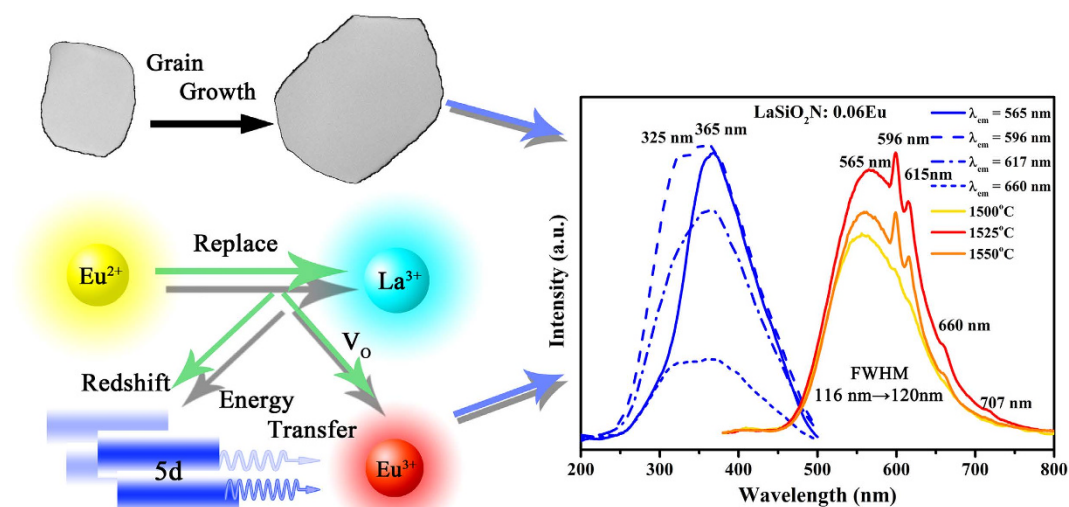 Grain
Growth
Eu²⁺
Replace
La³⁺
V₀
Redshift
Energy
Transfer
5d
Eu³⁺
LaSiO₂N: 0.06Eu
λₑₘ = 565 nm
λₑₘ = 596 nm
λₑₘ = 617 nm
λₑₘ = 660 nm
1500°C
1525°C
1550°C
325 nm
365 nm
565 nm
596 nm
615nm
660 nm
707 nm
FWHM
116 nm→120nm
Intensity (a.u.)
200 300 400 500 600 700 800
Wavelength (nm)